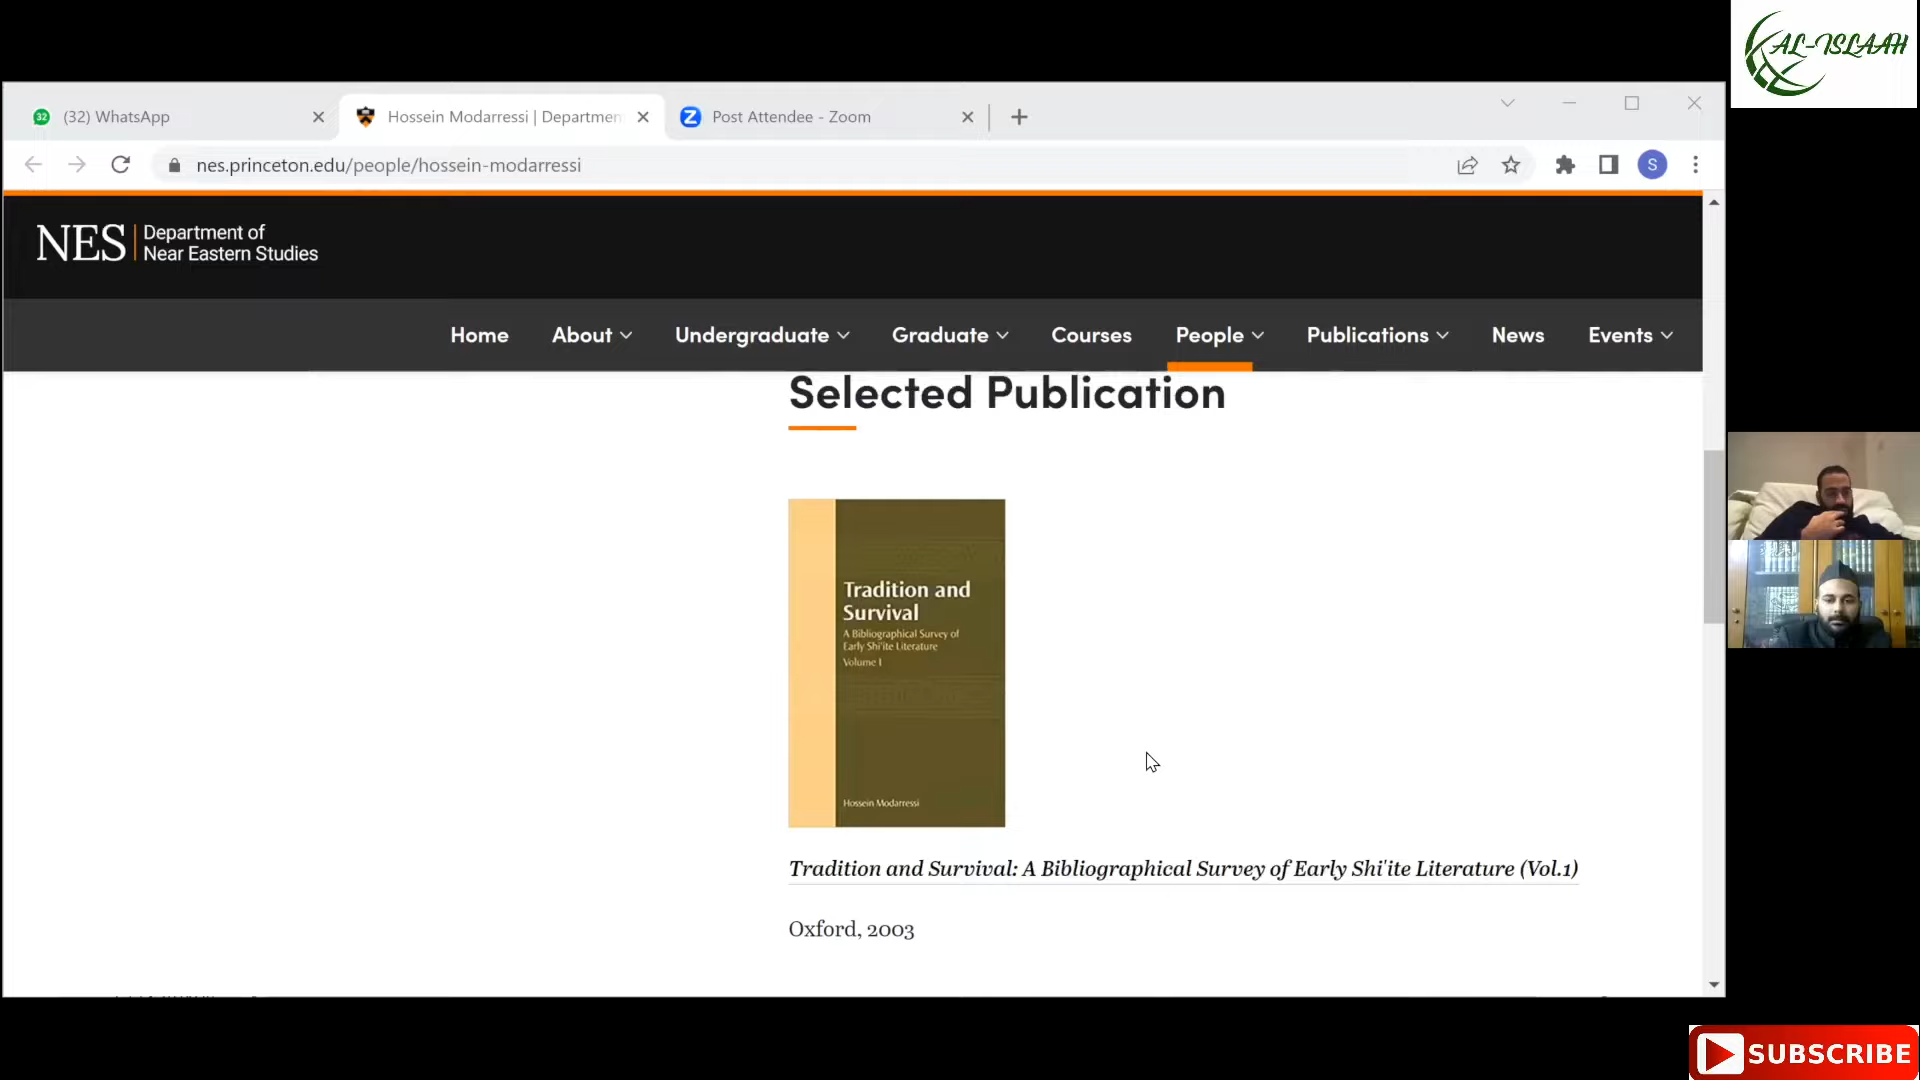 AL-ISLAAH
32 (32) WhatsApp
Hossein Modarressi | Departmen
Z Post Attendee - Zoom
nes.princeton.edu/people/hossein-modarressi
S
NES Department of
Near Eastern Studies
Home About Undergraduate Graduate Courses People Publications News Events
Selected Publication
Tradition and
Survival
A Bibliographical Survey of
Early Shi'ite Literature
Volume I
Hossein Modarressi
Tradition and Survival: A Bibliographical Survey of Early Shi'ite Literature (Vol.1)
Oxford, 2003
SUBSCRIBE